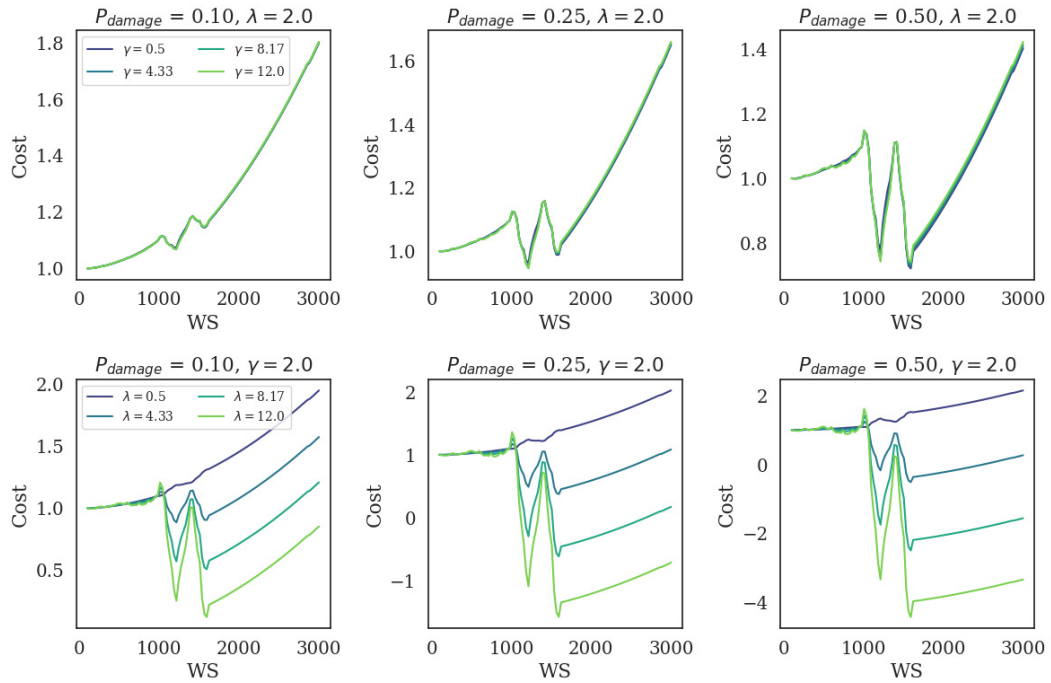 P_damage = 0.10, λ = 2.0
Cost
1.8
1.6
1.4
1.2
1.0
γ = 0.5
γ = 4.33
γ = 8.17
γ = 12.0
0 1000 2000 3000
WS
P_damage = 0.25, λ = 2.0
Cost
1.6
1.4
1.2
1.0
0 1000 2000 3000
WS
P_damage = 0.50, λ = 2.0
Cost
1.4
1.2
1.0
0.8
0 1000 2000 3000
WS
P_damage = 0.10, γ = 2.0
Cost
2.0
1.5
1.0
0.5
λ = 0.5
λ = 4.33
λ = 8.17
λ = 12.0
0 1000 2000 3000
WS
P_damage = 0.25, γ = 2.0
Cost
2
1
0
−1
0 1000 2000 3000
WS
P_damage = 0.50, γ = 2.0
Cost
2
0
−2
−4
0 1000 2000 3000
WS